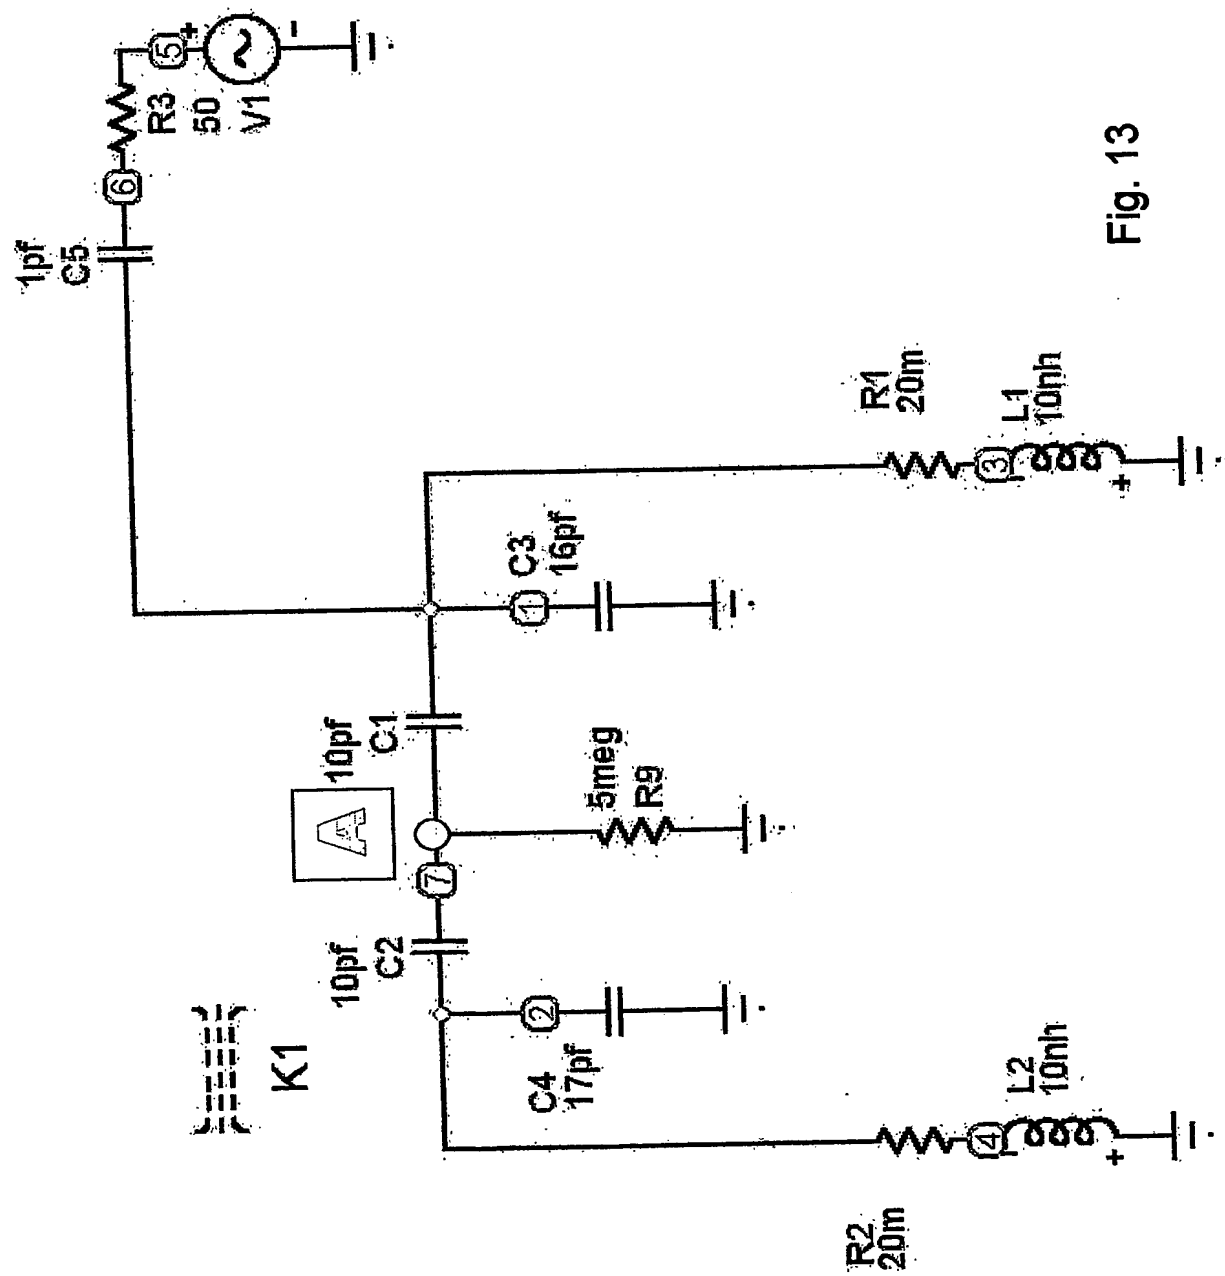 1pf
C5
6
5
+
-
R3
50
V1
K1
10pf
C2
A
7
10pf
C1
5meg
R9
2
C4
17pf
1
C3
16pf
R2
20m
4
L2
10nh
+
R1
20m
3
L1
10nh
+
Fig. 13